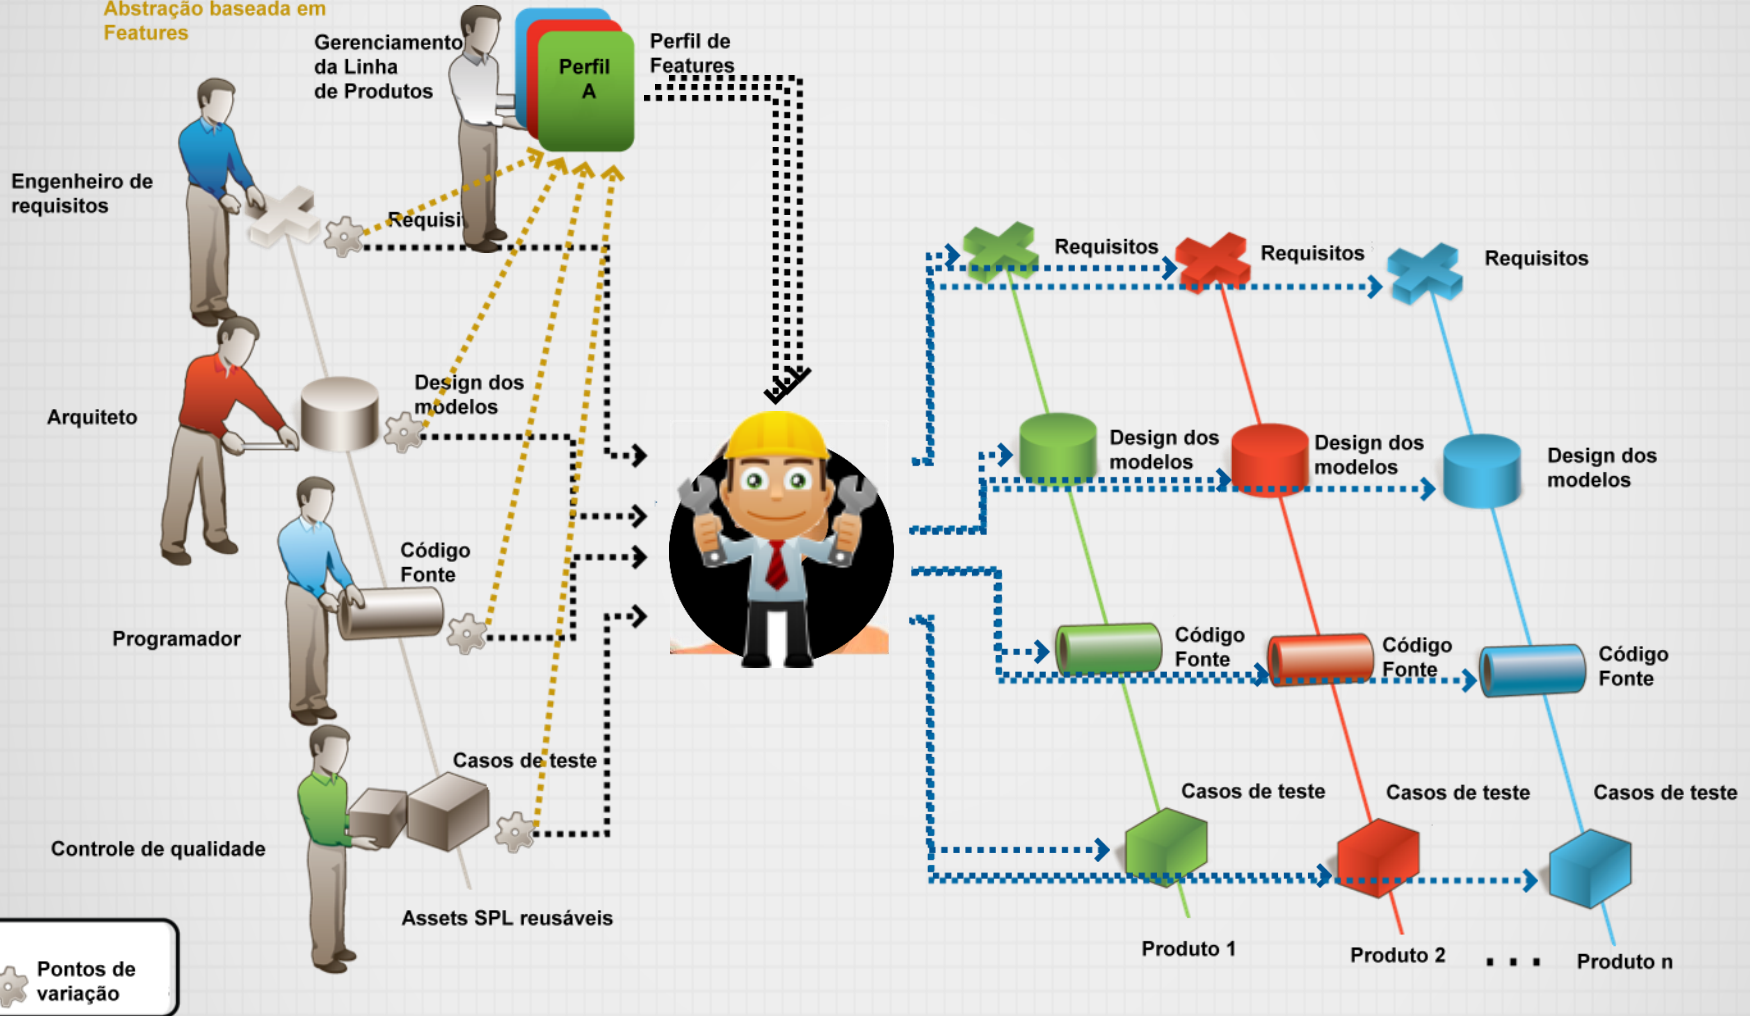 Abstração baseada em
Features
Gerenciamento
da Linha
de Produtos
Perfil
A
Perfil de
Features
Engenheiro de
requisitos
Requisi
Arquiteto
Design dos
modelos
Programador
Código
Fonte
Controle de qualidade
Casos de teste
Assets SPL reusáveis
Pontos de
variação
Requisitos
Requisitos
Requisitos
Design dos
modelos
Design dos
modelos
Design dos
modelos
Código
Fonte
Código
Fonte
Código
Fonte
Casos de teste
Casos de teste
Casos de teste
Produto 1
Produto 2
. . .
Produto n